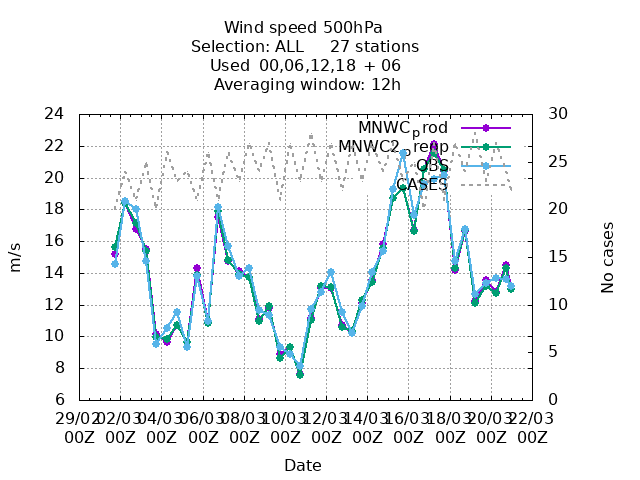 Wind speed 500hPa
Selection: ALL 27 stations
Used 00,06,12,18 + 06
Averaging window: 12h
24
22
20
18
16
14
12
10
8
6
m/s
30
25
20
15
10
5
0
No cases
MNWCprod
MNWC2preop
OBS
CASES
29/02 02/03 04/03 06/03 08/03 10/03 12/03 14/03 16/03 18/03 20/03 22/03
00Z 00Z 00Z 00Z 00Z 00Z 00Z 00Z 00Z 00Z 00Z 00Z
Date